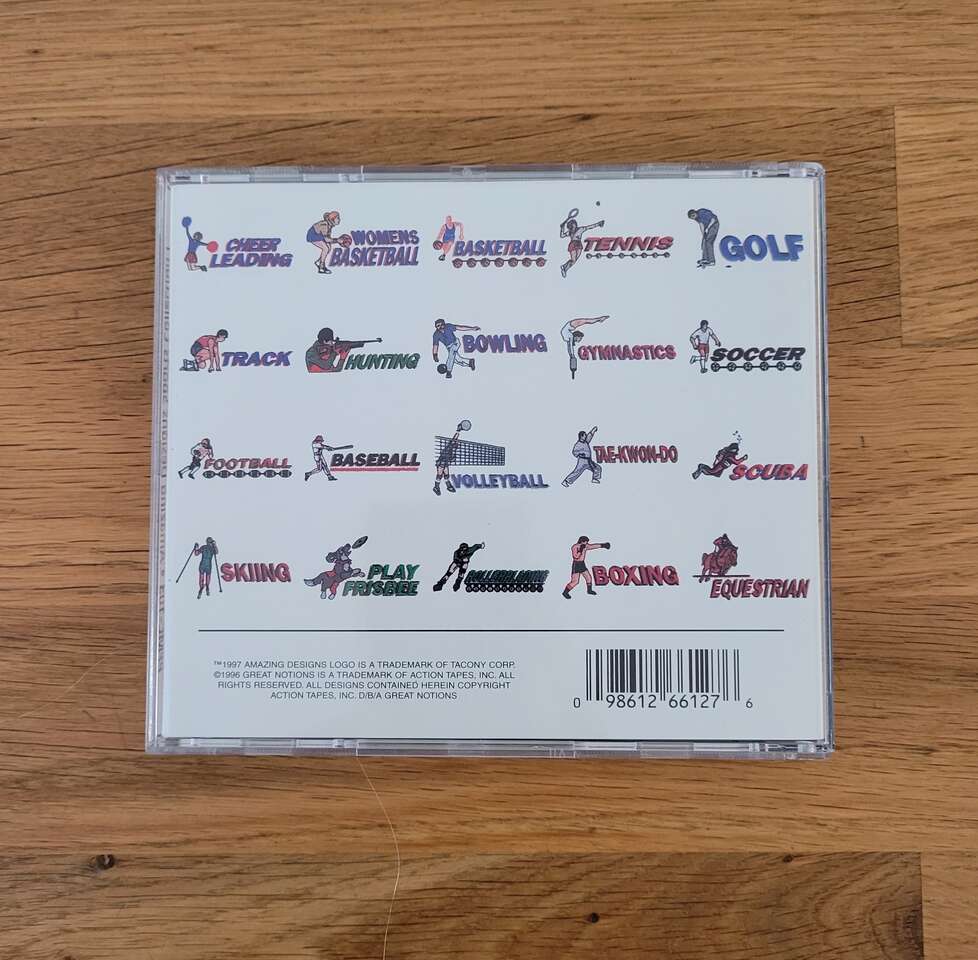 CHEER
LEADING
WOMENS
BASKETBALL
BASKETBALL
TENNIS
GOLF
TRACK
HUNTING
BOWLING
GYMNASTICS
SOCCER
FOOTBALL
BASEBALL
VOLLEYBALL
TAE-KWON-DO
SCUBA
SKIING
PLAY
FRISBEE
BOXING
EQUESTRIAN
™1997 AMAZING DESIGNS LOGO IS A TRADEMARK OF TACONY CORP.
©1996 GREAT NOTIONS IS A TRADEMARK OF ACTION TAPES, INC. ALL
RIGHTS RESERVED. ALL DESIGNS CONTAINED HEREIN COPYRIGHT
ACTION TAPES, INC. D/B/A GREAT NOTIONS
0 98612 66127 6